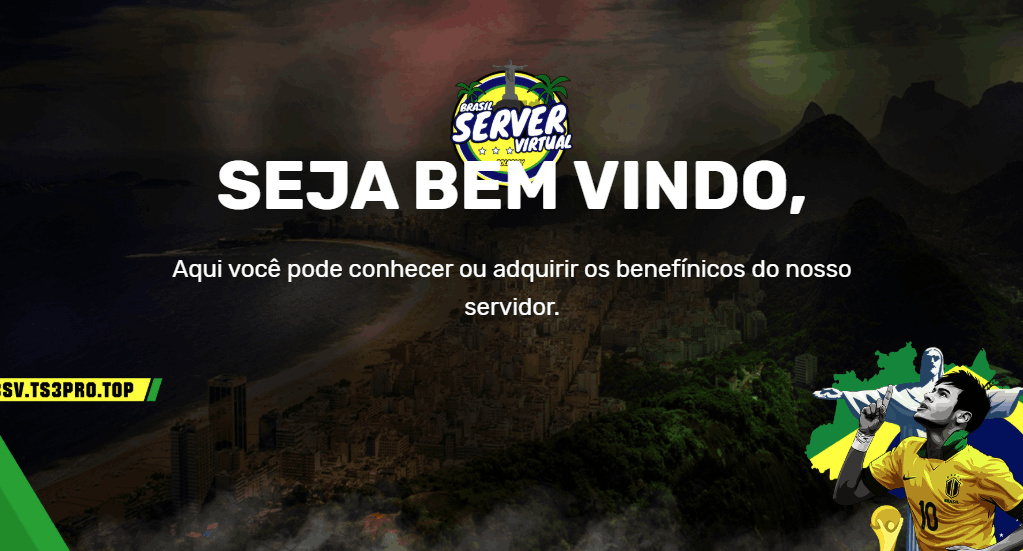 BRASIL
SERVER
VIRTUAL
SEJA BEM VINDO,
Aqui você pode conhecer ou adquirir os benefínicos do nosso
servidor.
BSV.TS3PRO.TOP
BRASIL
10